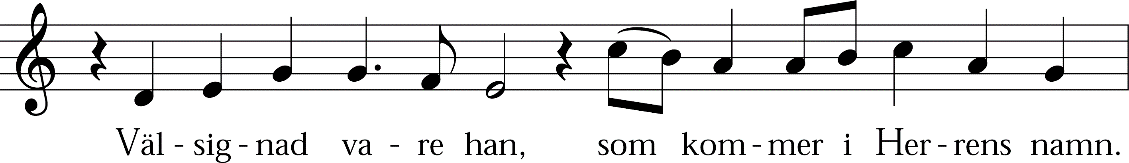 Väl - sig - nad va - re han, som kom - mer i Her - rens namn.